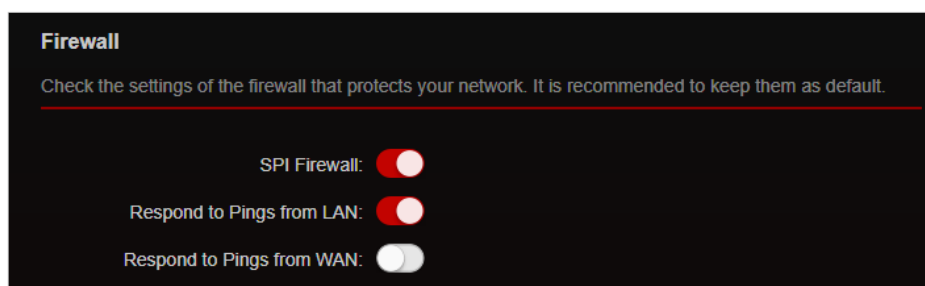 Firewall
Check the settings of the firewall that protects your network. It is recommended to keep them as default.
SPI Firewall:
Respond to Pings from LAN:
Respond to Pings from WAN: